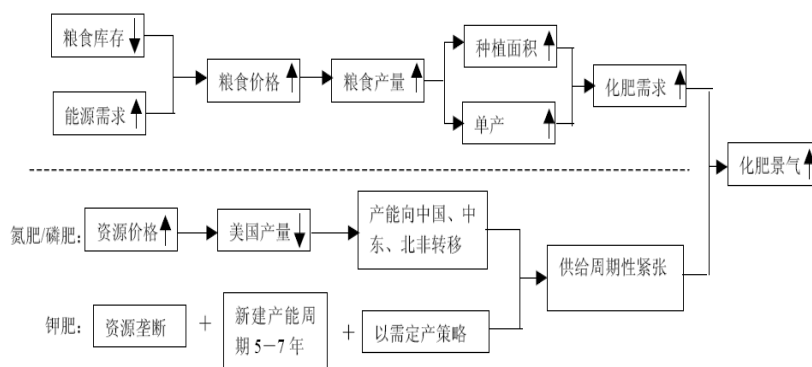 粮食库存
能源需求
粮食价格
粮食产量
种植面积
单产
化肥需求
化肥景气
氮肥/磷肥：
资源价格
美国产量
产能向中国、中
东、北非转移
供给周期性紧张
钾肥：
资源垄断
+
新建产能周
期5－7年
+
以需定产策略